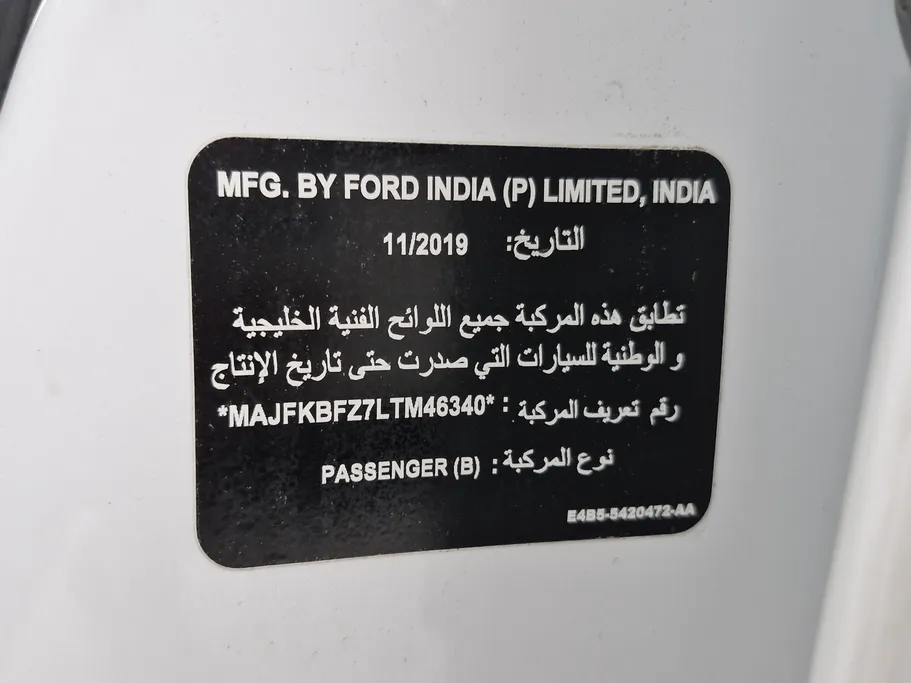 MFG. BY FORD INDIA (P) LIMITED, INDIA
التاريخ: 11/2019
تطابق هذه المركبة جميع اللوائح الفنية الخليجية
و الوطنية للسيارات التي صدرت حتى تاريخ الإنتاج
رقم تعريف المركبة : *MAJFKBFZ7LTM46340*
نوع المركبة : PASSENGER (B)
E4B5-5420472-AA